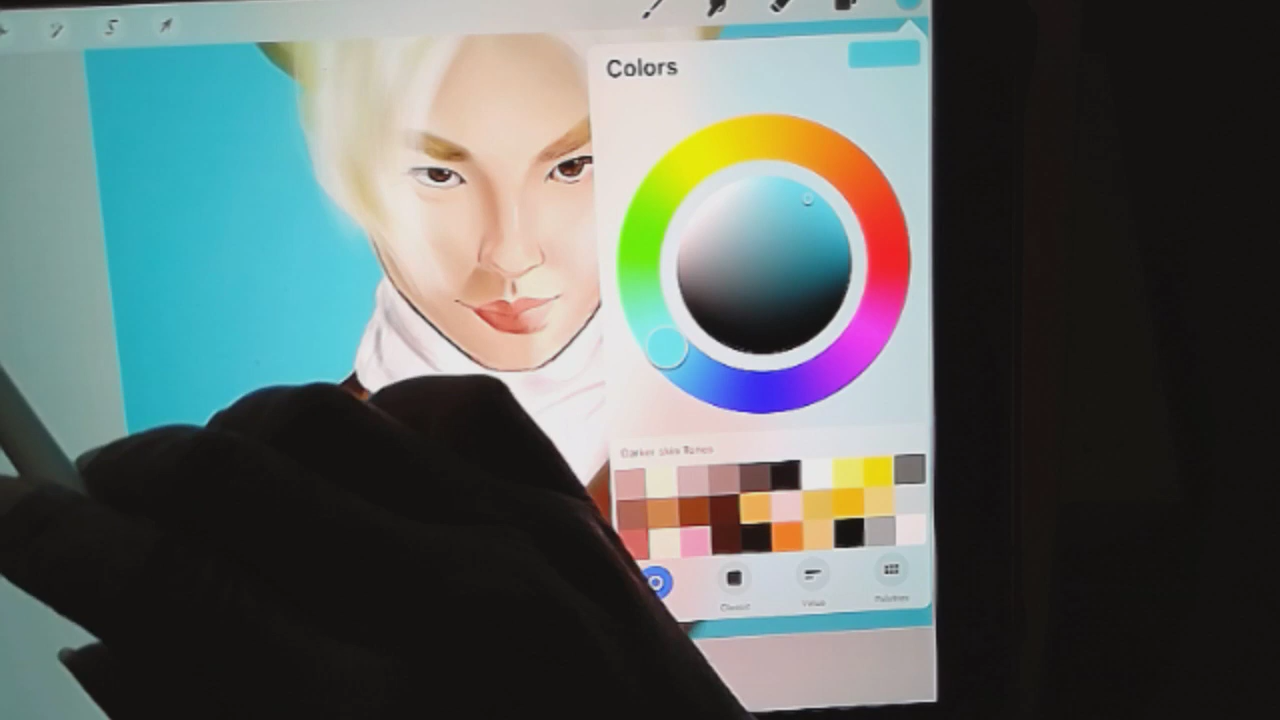 Colors
Darker skin Tones
Classic
Value
Palettes